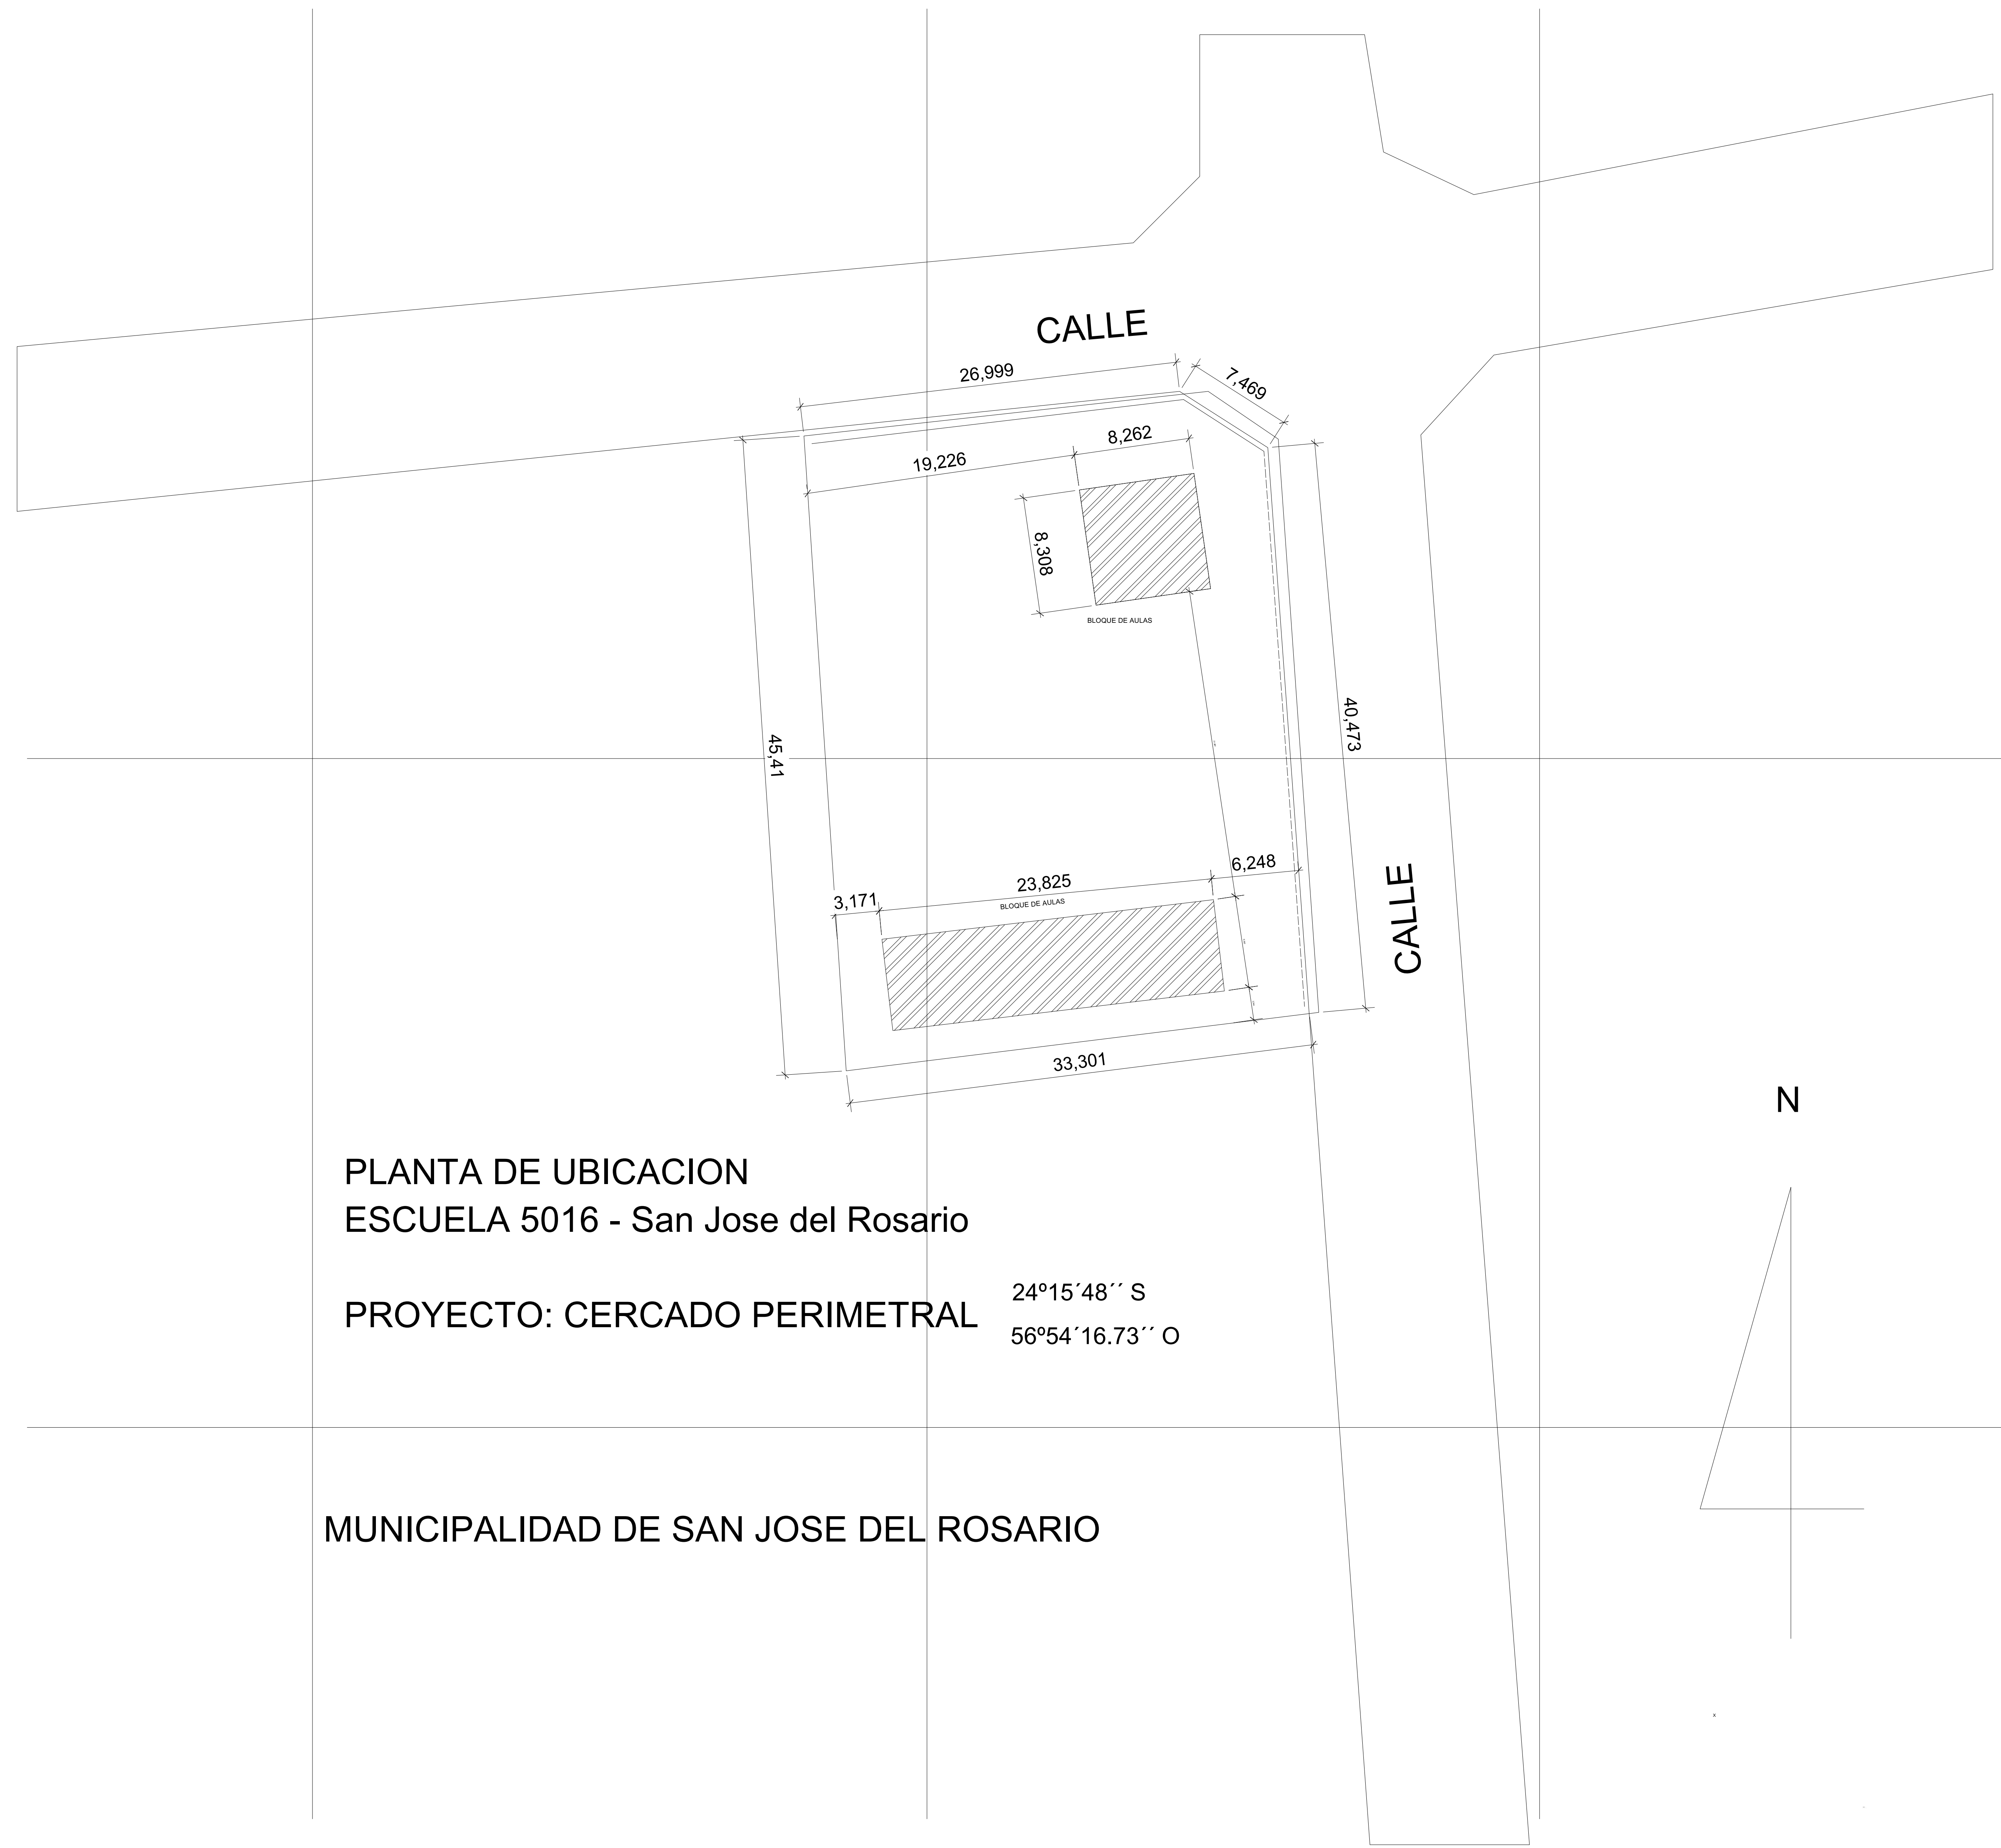 CALLE
26,999
7,469
8,262
19,226
8,308
BLOQUE DE AULAS
40,473
45,41
6,248
23,825
3,171
BLOQUE DE AULAS
CALLE
33,301
N
PLANTA DE UBICACION
ESCUELA 5016 - San Jose del Rosario
24º15´48´´ S
PROYECTO: CERCADO PERIMETRAL
56º54´16.73´´ O
MUNICIPALIDAD DE SAN JOSE DEL ROSARIO
x